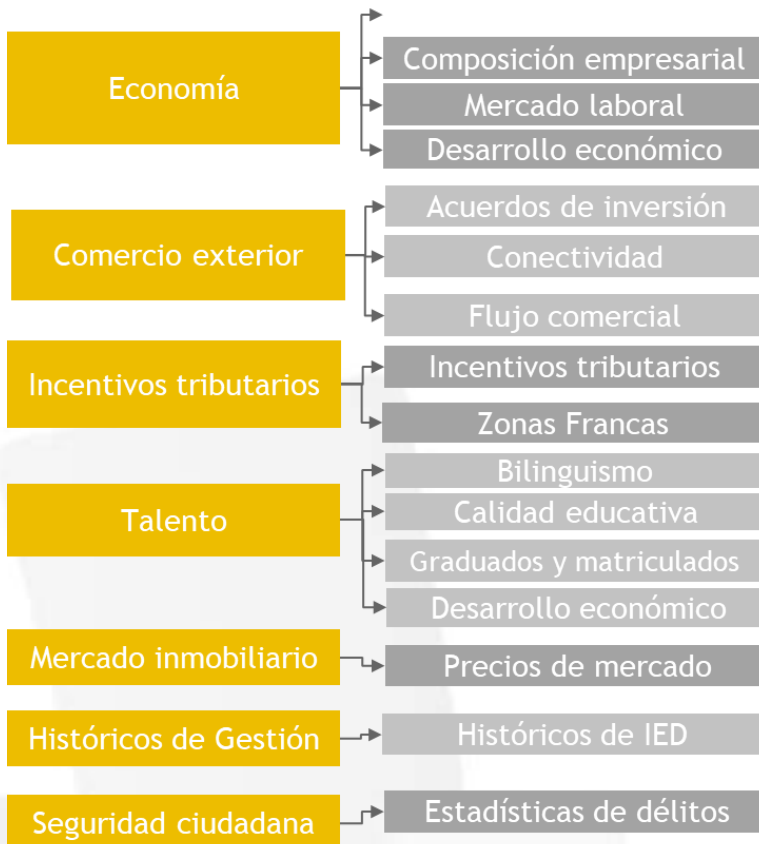 Economía
Composición empresarial
Mercado laboral
Desarrollo económico
Comercio exterior
Acuerdos de inversión
Conectividad
Flujo comercial
Incentivos tributarios
Incentivos tributarios
Zonas Francas
Talento
Bilinguismo
Calidad educativa
Graduados y matriculados
Desarrollo económico
Mercado inmobiliario
Precios de mercado
Históricos de Gestión
Históricos de IED
Seguridad ciudadana
Estadísticas de délitos